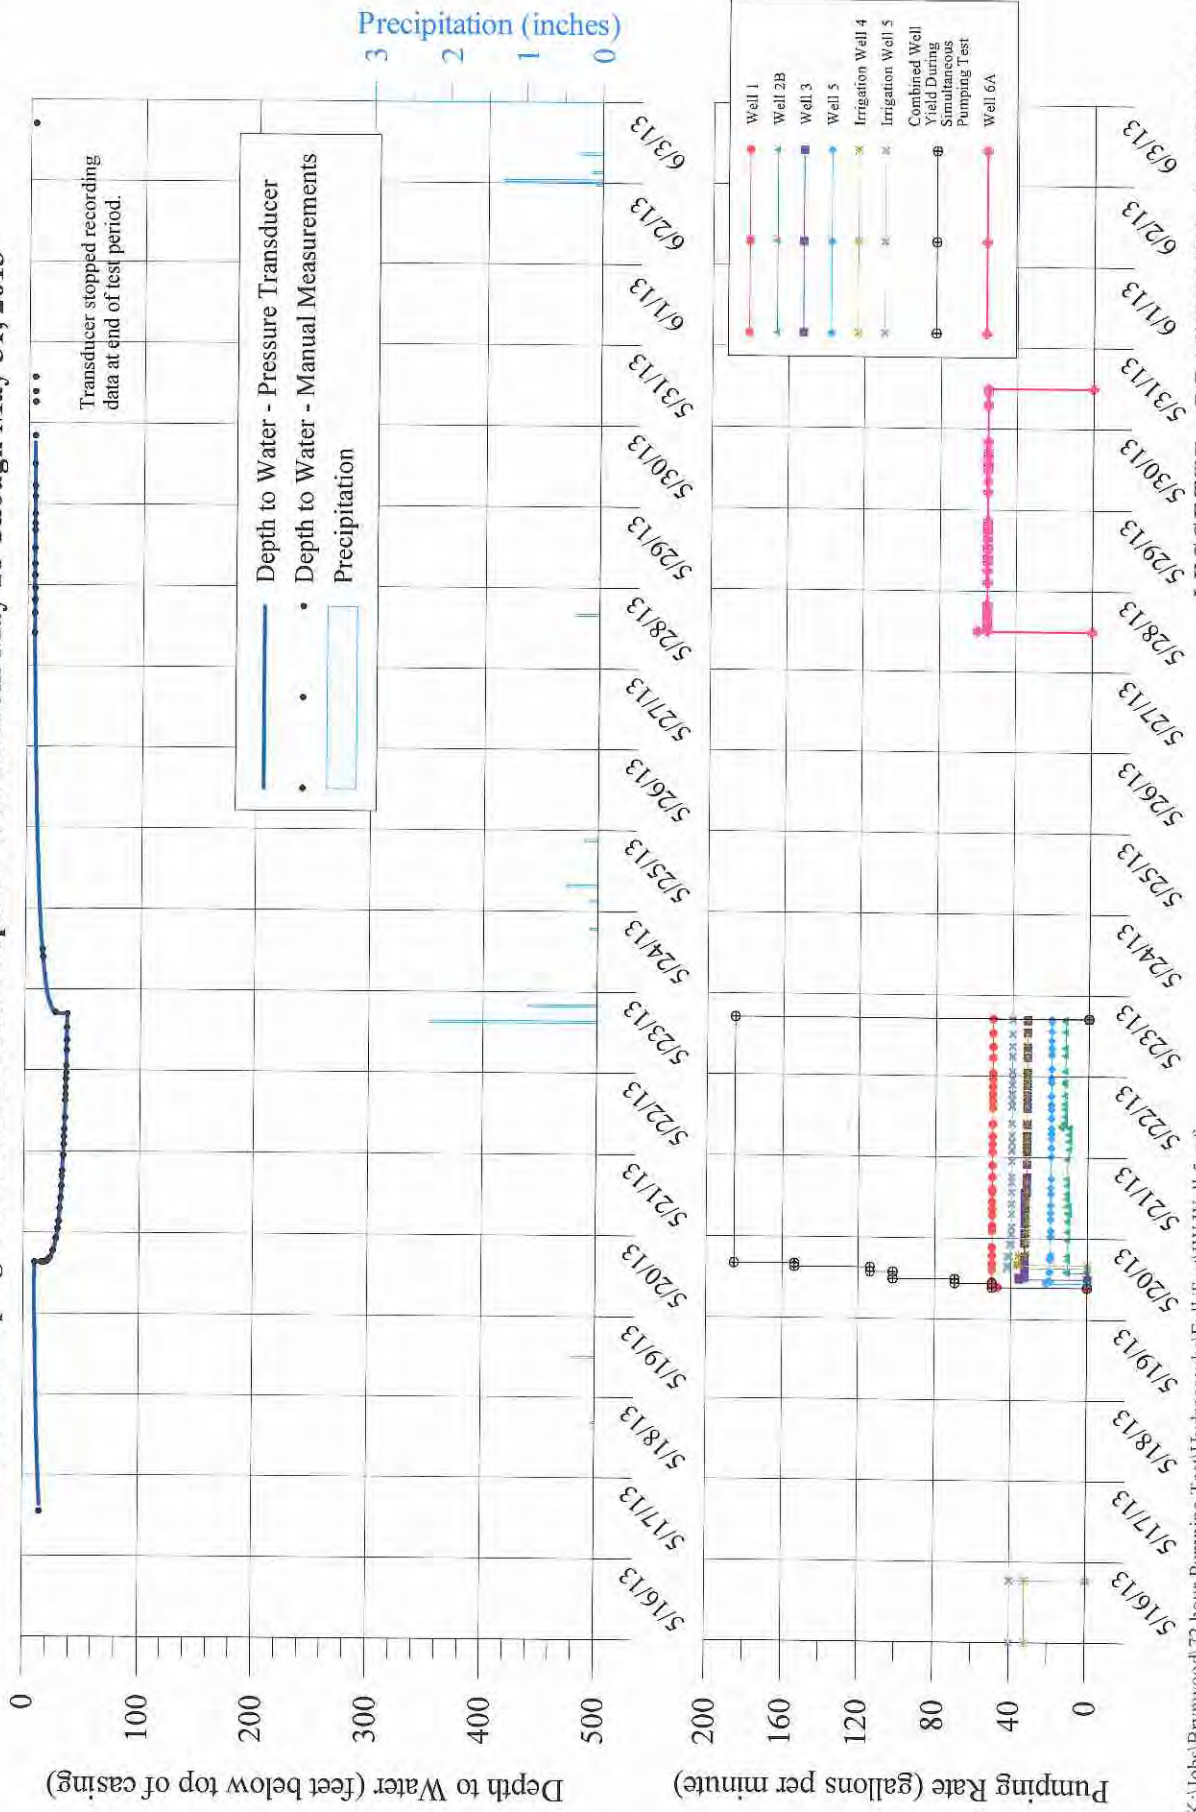 Through May 31, 2013
Precipitation (inches)
3
2
1
0
Transducer stopped recording
data at end of test period.
Depth to Water - Pressure Transducer
Depth to Water - Manual Measurements
Precipitation
Depth to Water (feet below top of casing)
0
100
200
300
400
500
5/16/13
5/17/13
5/18/13
5/19/13
5/20/13
5/21/13
5/22/13
5/23/13
5/24/13
5/25/13
5/26/13
5/27/13
5/28/13
5/29/13
5/30/13
5/31/13
6/1/13
6/2/13
6/3/13
Pumping Rate (gallons per minute)
200
160
120
80
40
0
Well 1
Well 2B
Well 3
Well 5
Irrigation Well 4
Irrigation Well 5
Combined Well
Yield During
Simultaneous
Pumping Test
Well 6A
5/16/13
5/17/13
5/18/13
5/19/13
5/20/13
5/21/13
5/22/13
5/23/13
5/24/13
5/25/13
5/26/13
5/27/13
5/28/13
5/29/13
5/30/13
5/31/13
6/1/13
6/2/13
6/3/13